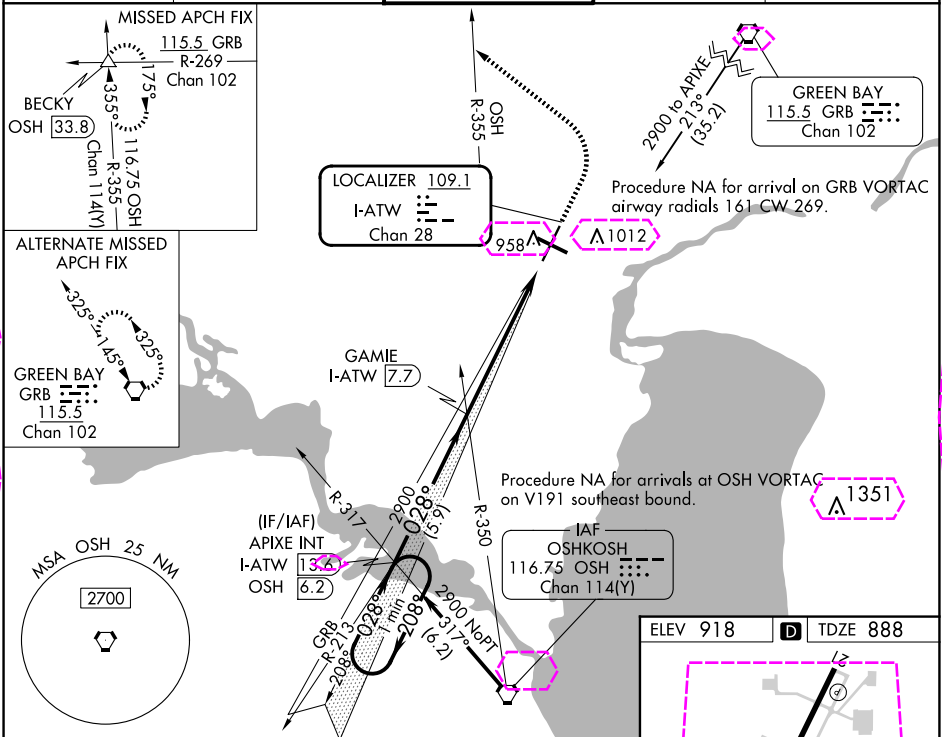 MISSED APCH FIX
115.5 GRB
R-269
Chan 102
175°
355°
BECKY
OSH 33.8
R-355
116.75 OSH
Chan 114(Y)
ALTERNATE MISSED
APCH FIX
325°
145°
325°
GREEN BAY
GRB
115.5
Chan 102
OSH
R-355
LOCALIZER 109.1
I-ATW
Chan 28
958
1012
2900 to APIXE
213°
(35.2)
GREEN BAY
115.5 GRB
Chan 102
Procedure NA for arrival on GRB VORTAC
airway radials 161 CW 269.
GAMIE
I-ATW 7.7
R-317
2900
028°
(5.9)
R-350
Procedure NA for arrivals at OSH VORTAC
on V191 southeast bound.
1351
(IF/IAF)
APIXE INT
I-ATW 13.6
OSH 6.2
IAF
OSHKOSH
116.75 OSH
Chan 114(Y)
GRB
R-213
208°
028°
1 min
208°
2900 NoPT
317°
(6.2)
MSA OSH 25 NM
2700
ELEV 918
D
TDZE 888
21
P